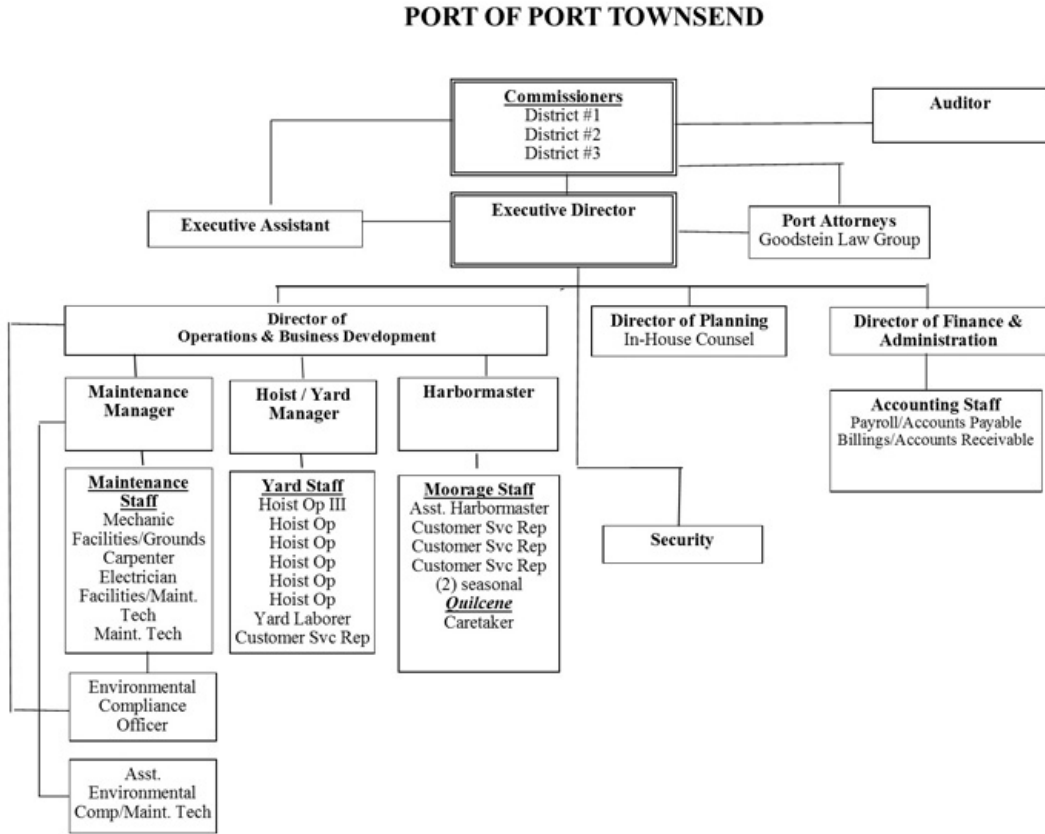 PORT OF PORT TOWNSEND
Commissioners
District #1
District #2
District #3
Auditor
Executive Assistant
Executive Director
Port Attorneys
Goodstein Law Group
Director of
Operations & Business Development
Director of Planning
In-House Counsel
Director of Finance &
Administration
Maintenance
Manager
Hoist / Yard
Manager
Harbormaster
Accounting Staff
Payroll/Accounts Payable
Billings/Accounts Receivable
Maintenance
Staff
Mechanic
Facilities/Grounds
Carpenter
Electrician
Facilities/Maint.
Tech
Maint. Tech
Yard Staff
Hoist Op III
Hoist Op
Hoist Op
Hoist Op
Hoist Op
Hoist Op
Yard Laborer
Customer Svc Rep
Moorage Staff
Asst. Harbormaster
Customer Svc Rep
Customer Svc Rep
Customer Svc Rep
(2) seasonal
Quilcene
Caretaker
Security
Environmental
Compliance
Officer
Asst.
Environmental
Comp/Maint. Tech